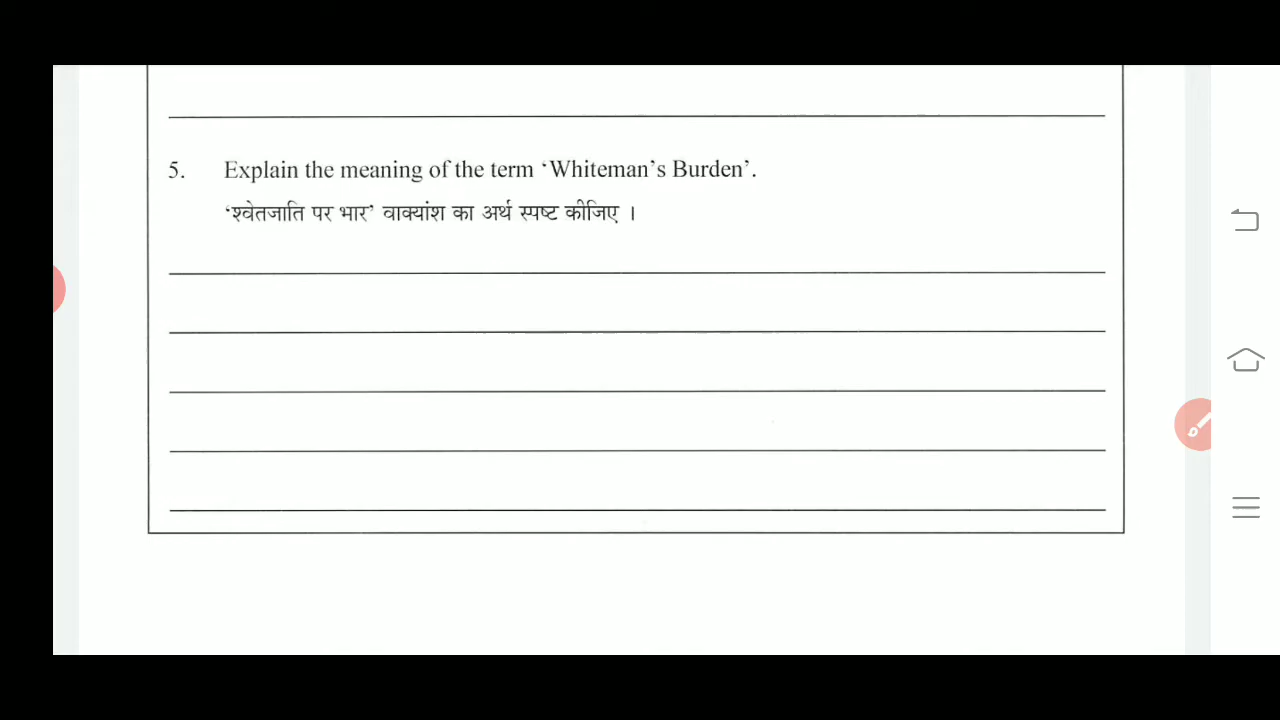 5. Explain the meaning of the term ‘Whiteman’s Burden’.
‘श्वेतजाति पर भार’ वाक्यांश का अर्थ स्पष्ट कीजिए ।